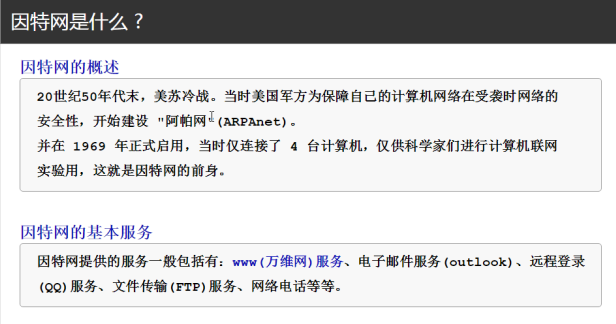 因特网是什么？
因特网的概述
20世纪50年代末，美苏冷战。当时美国军方为保障自己的计算机网络在受袭时网络的
安全性，开始建设 "阿帕网"(ARPAnet)。
并在 1969 年正式启用，当时仅连接了 4 台计算机，仅供科学家们进行计算机联网
实验用，这就是因特网的前身。
因特网的基本服务
因特网提供的服务一般包括有：www(万维网)服务、电子邮件服务(outlook)、远程登录
(QQ)服务、文件传输(FTP)服务、网络电话等等。